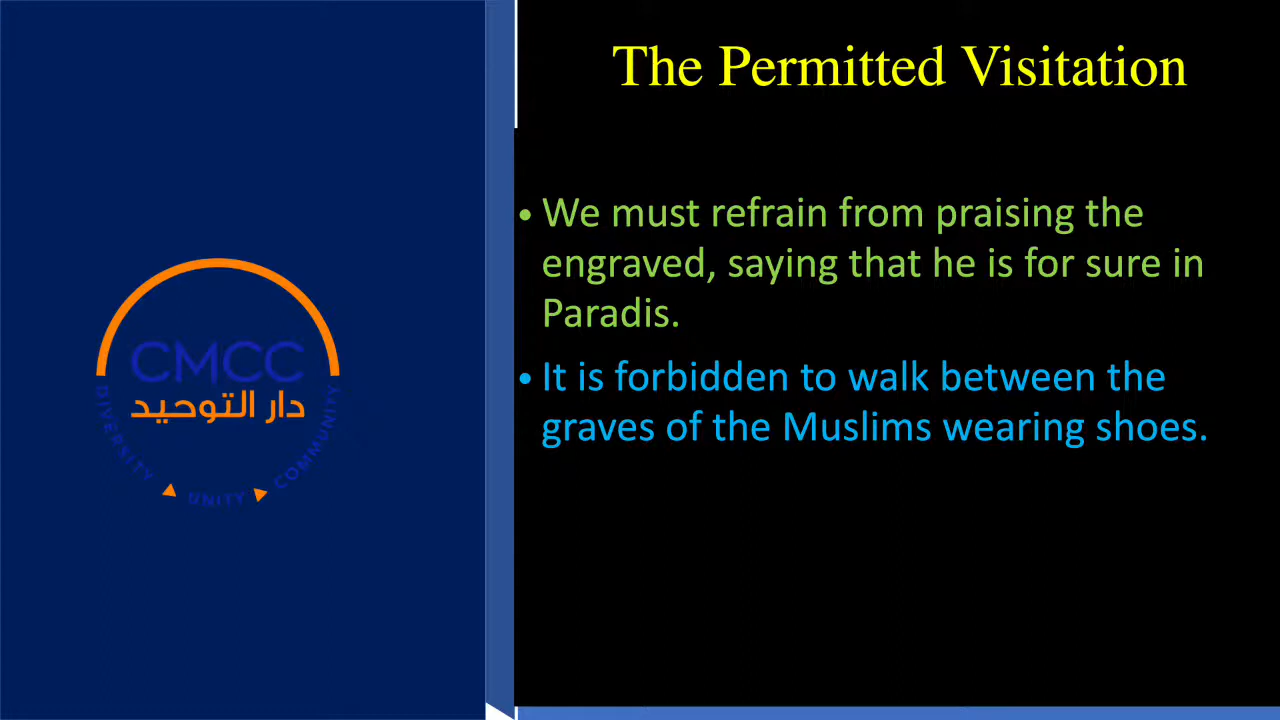 The Permitted Visitation
• We must refrain from praising the
engraved, saying that he is for sure in
Paradis.
• It is forbidden to walk between the
graves of the Muslims wearing shoes.
CMCC
دار التوحيد
DIVERSITY UNITY COMMUNITY